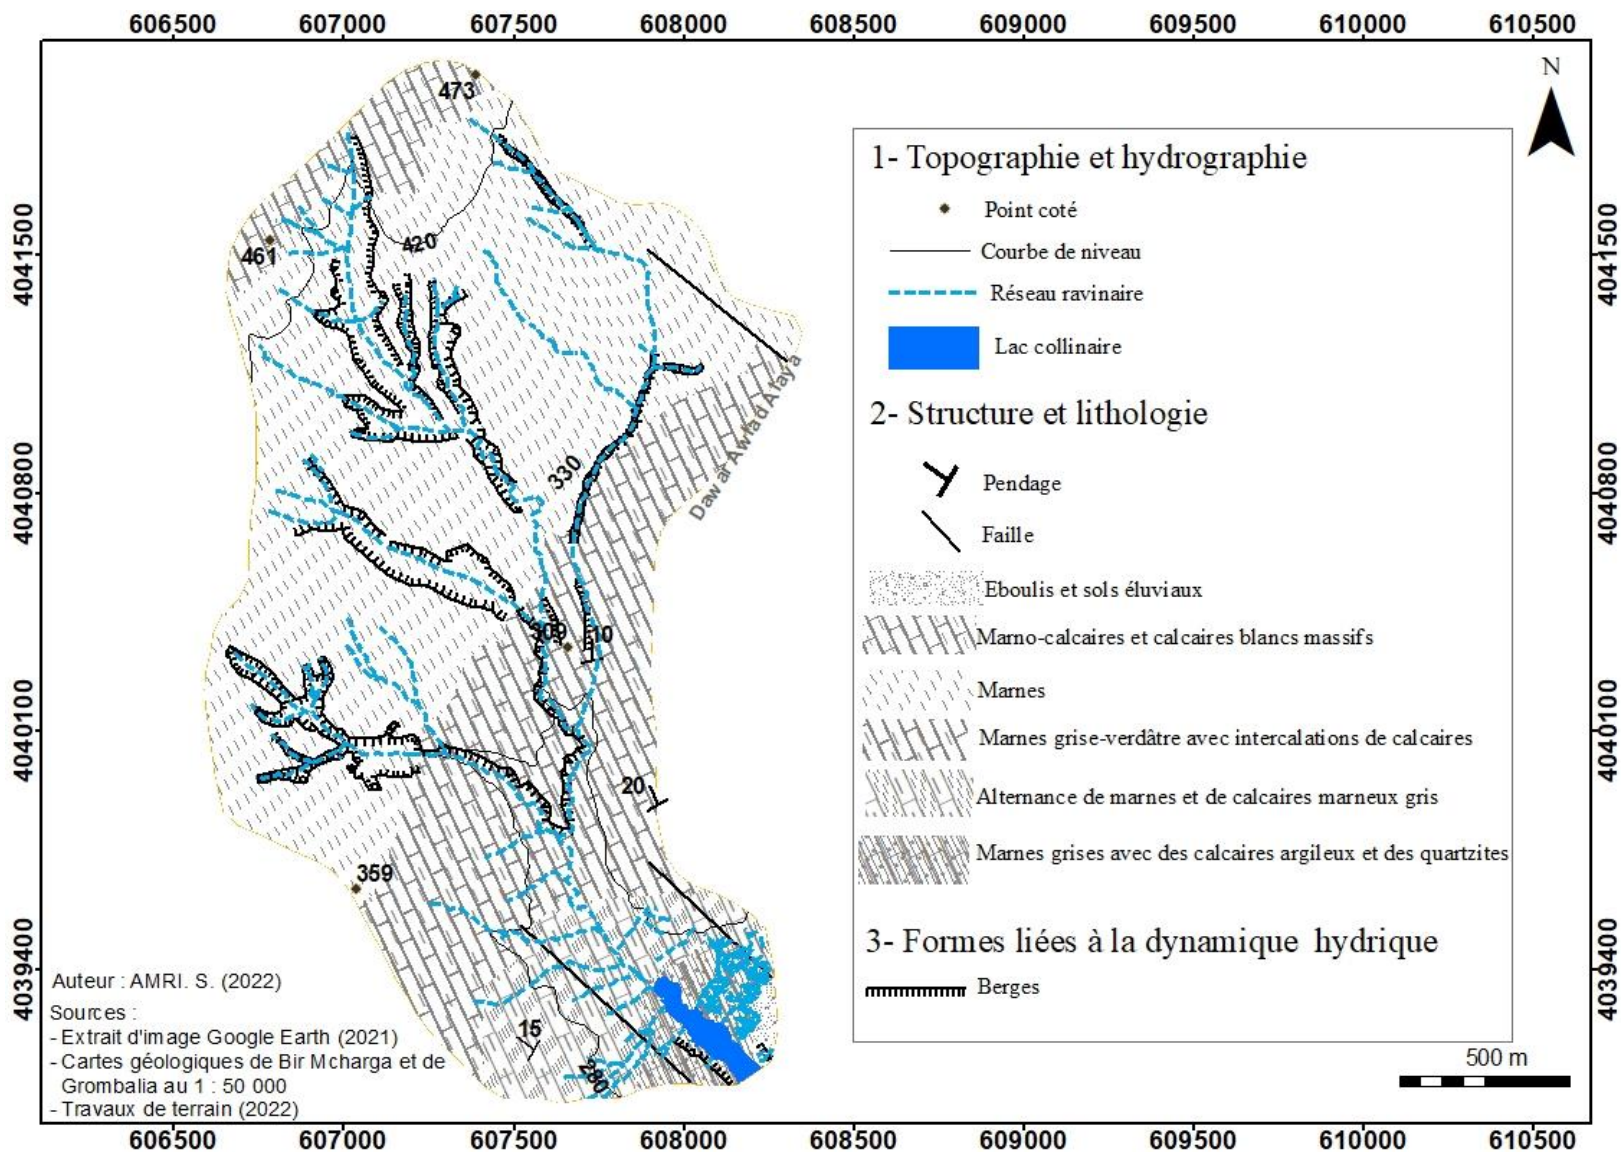 606500 607000 607500 608000 608500 609000 609500 610000 610500
473
N
1- Topographie et hydrographie
Point coté
4041500
461
420
Courbe de niveau
4041500
Réseau ravinaire
Lac collinaire
Dawar Awlad Ataya
2- Structure et lithologie
4040800
330
Pendage
4040800
Faille
Eboulis et sols éluviaux
309
10
Marno-calcaires et calcaires blancs massifs
Marnes
4040100
Marnes grise-verdâtre avec intercalations de calcaires
4040100
20
Alternance de marnes et de calcaires marneux gris
359
Marnes grises avec des calcaires argileux et des quartzites
3- Formes liées à la dynamique hydrique
4039400
4039400
Auteur : AMRI. S. (2022)
Berges
Sources :
15
- Extrait d'image Google Earth (2021)
- Cartes géologiques de Bir Mcharga et de
Grombalia au 1 : 50 000
280
500 m
- Travaux de terrain (2022)
606500 607000 607500 608000 608500 609000 609500 610000 610500